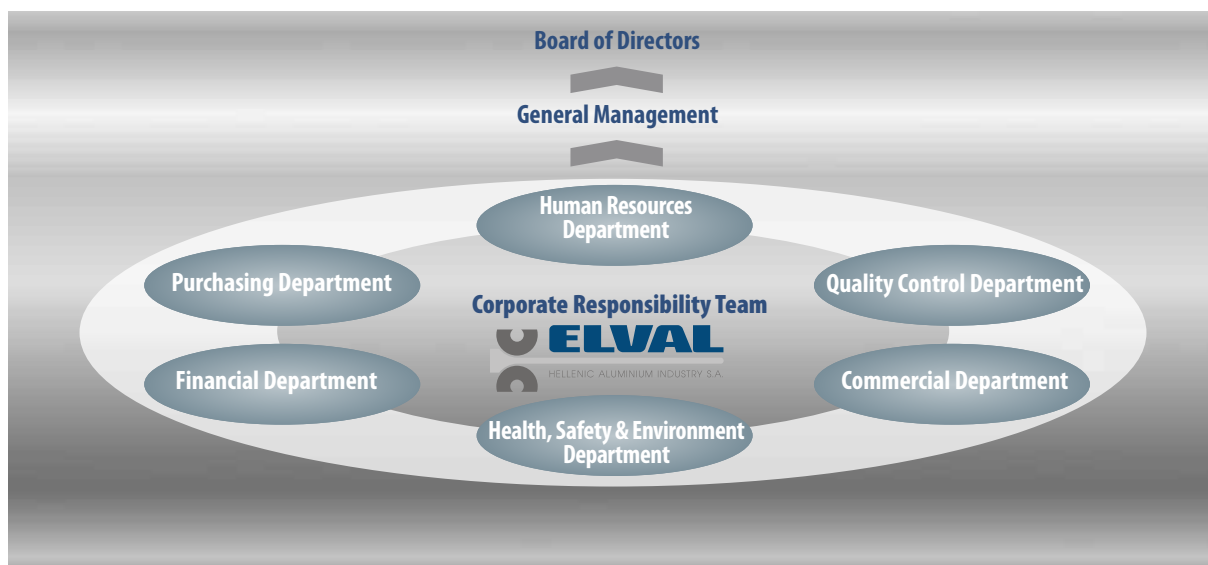 Board of Directors
General Management
Human Resources
Department
Purchasing Department
Quality Control Department
Corporate Responsibility Team
ELVAL
HELLENIC ALUMINIUM INDUSTRY S.A.
Financial Department
Commercial Department
Health, Safety & Environment
Department